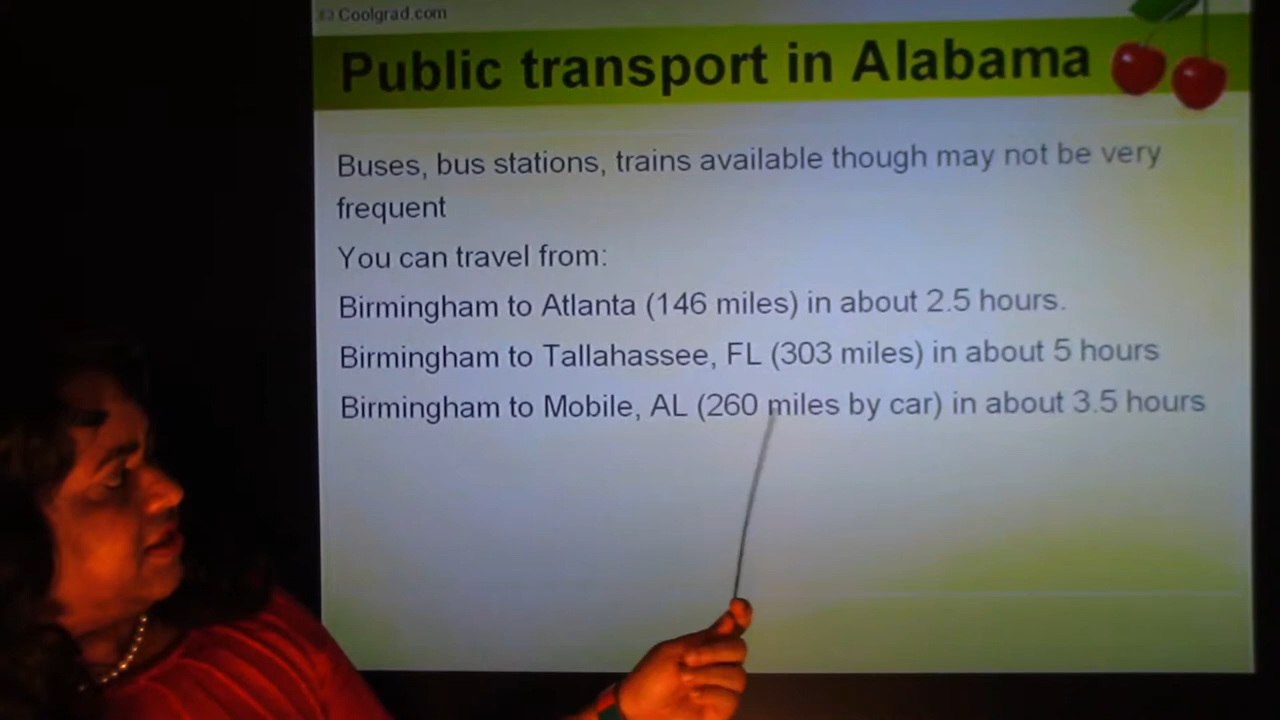 Coolgrad.com
Public transport in Alabama
Buses, bus stations, trains available though may not be very
frequent
You can travel from:
Birmingham to Atlanta (146 miles) in about 2.5 hours.
Birmingham to Tallahassee, FL (303 miles) in about 5 hours
Birmingham to Mobile, AL (260 miles by car) in about 3.5 hours